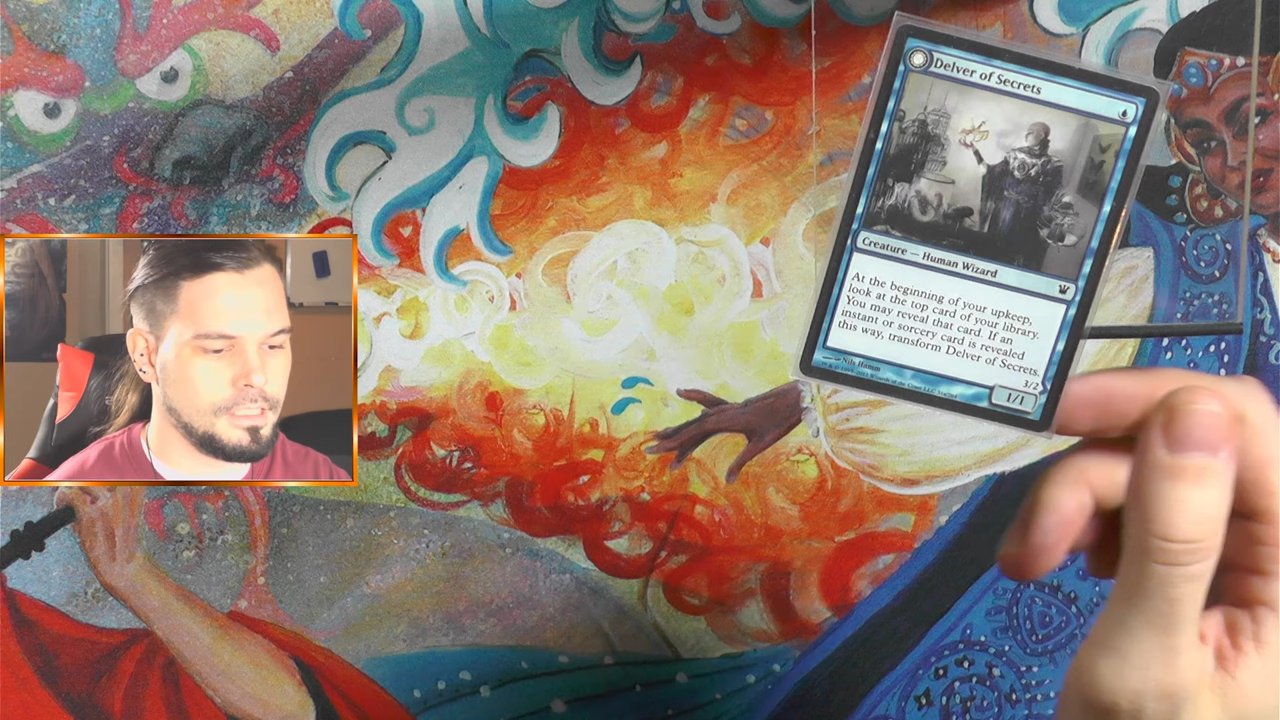 Delver of Secrets
Creature — Human Wizard
At the beginning of your upkeep,
look at the top card of your library.
You may reveal that card. If an
instant or sorcery card is revealed
this way, transform Delver of Secrets.
3/2
Nils Hamm
1/1